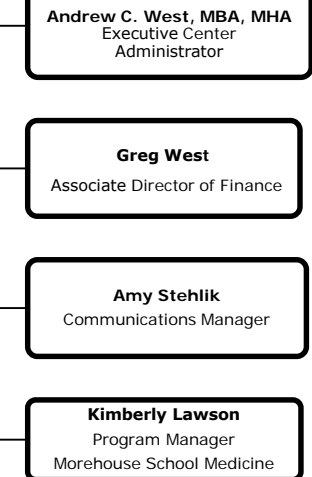 Andrew C. West, MBA, MHA
Executive Center
Administrator
Greg West
Associate Director of Finance
Amy Stehlik
Communications Manager
Kimberly Lawson
Program Manager
Morehouse School Medicine